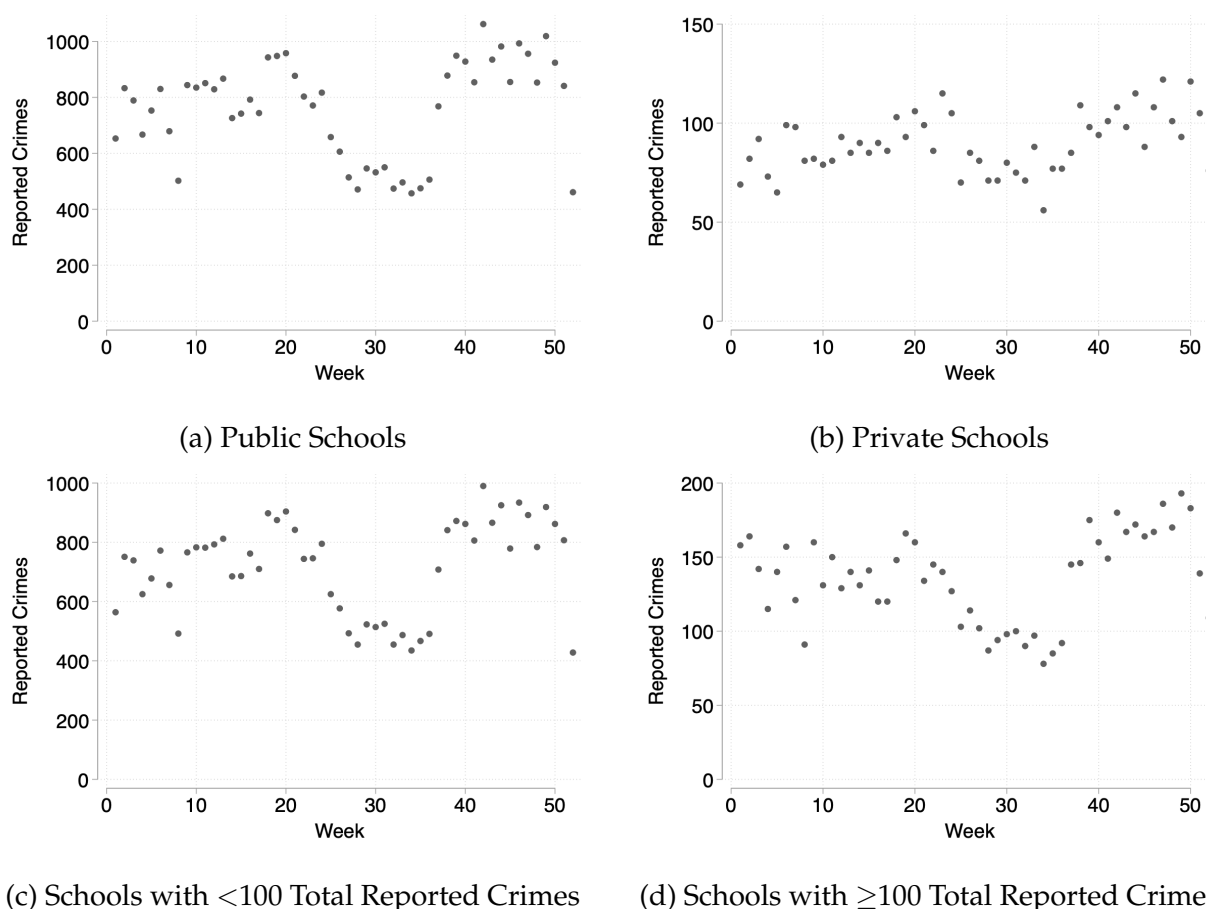 1000
800
600
400
200
0
Reported Crimes
0 10 20 30 40 50
Week
(a) Public Schools
150
100
50
0
Reported Crimes
0 10 20 30 40 50
Week
(b) Private Schools
1000
800
600
400
200
0
Reported Crimes
0 10 20 30 40 50
Week
(c) Schools with <100 Total Reported Crimes
200
150
100
50
0
Reported Crimes
0 10 20 30 40 50
Week
(d) Schools with ≥100 Total Reported Crime